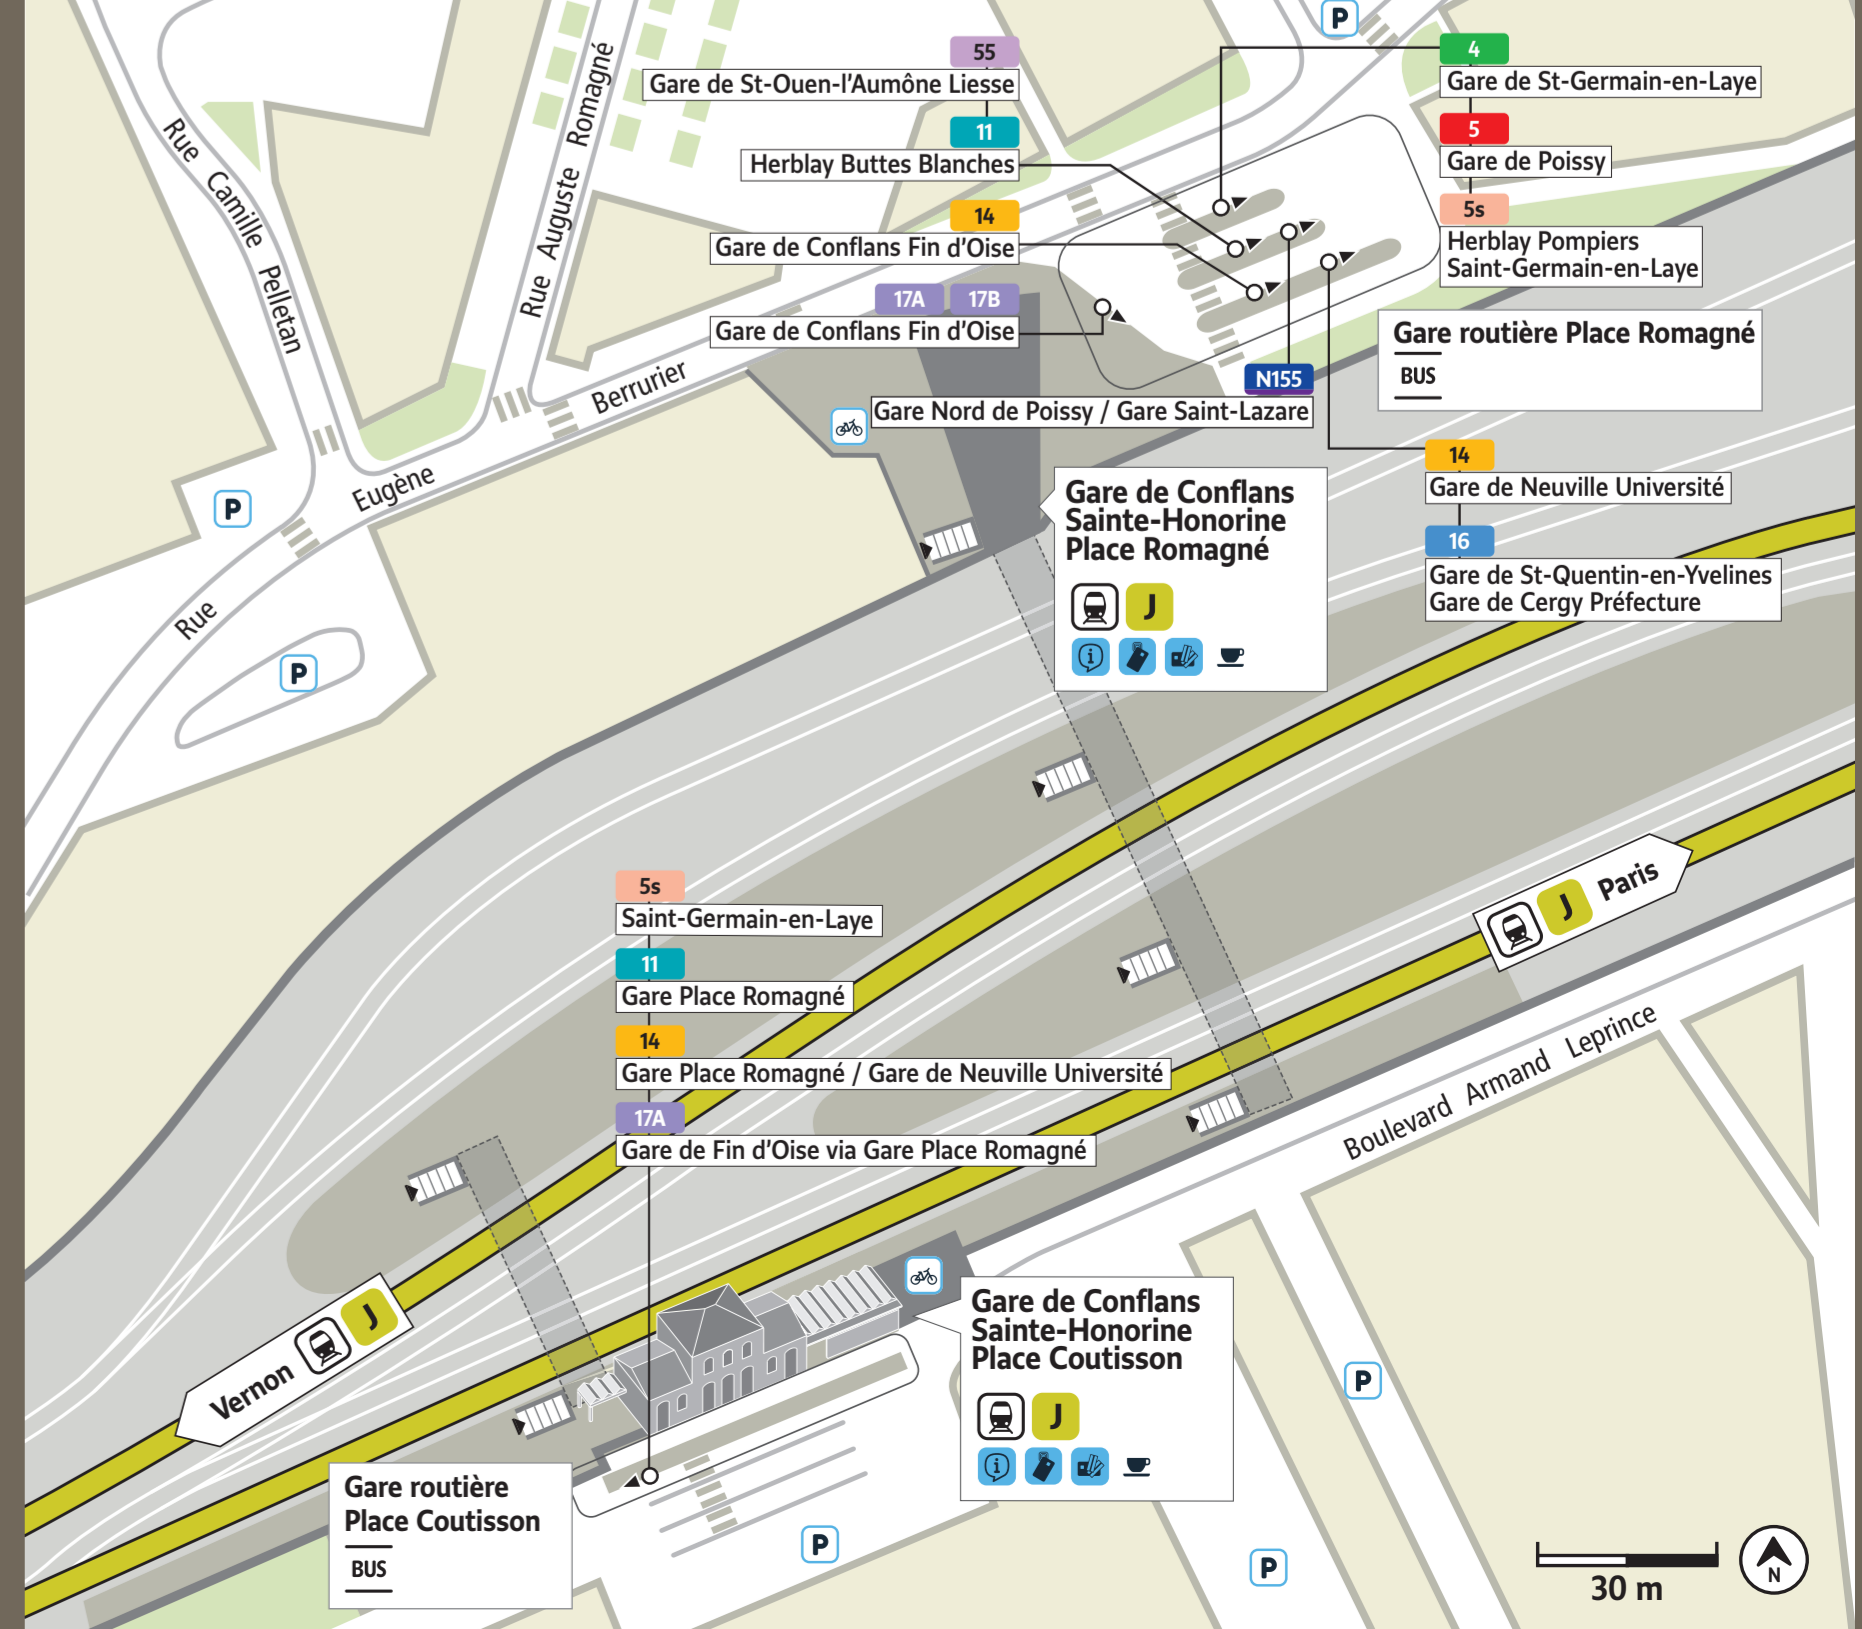 P
55
Gare de St-Ouen-l'Aumône Liesse
11
Herblay Buttes Blanches
14
Gare de Conflans Fin d'Oise
17A 17B
Gare de Conflans Fin d'Oise
4
Gare de St-Germain-en-Laye
5
Gare de Poissy
5s
Herblay Pompiers
Saint-Germain-en-Laye
Gare routière Place Romagné
BUS
N155
Gare Nord de Poissy / Gare Saint-Lazare
14
Gare de Neuville Université
16
Gare de St-Quentin-en-Yvelines
Gare de Cergy Préfecture
Rue Camille Pelletan
Rue Auguste Romagné
Rue Eugène Berrurier
P
P
Gare de Conflans
Sainte-Honorine
Place Romagné
J
i
5s
Saint-Germain-en-Laye
11
Gare Place Romagné
14
Gare Place Romagné / Gare de Neuville Université
17A
Gare de Fin d'Oise via Gare Place Romagné
J Paris
Boulevard Armand Leprince
Vernon J
Gare de Conflans
Sainte-Honorine
Place Coutisson
J
i
Gare routière
Place Coutisson
BUS
P
P
P
30 m
N